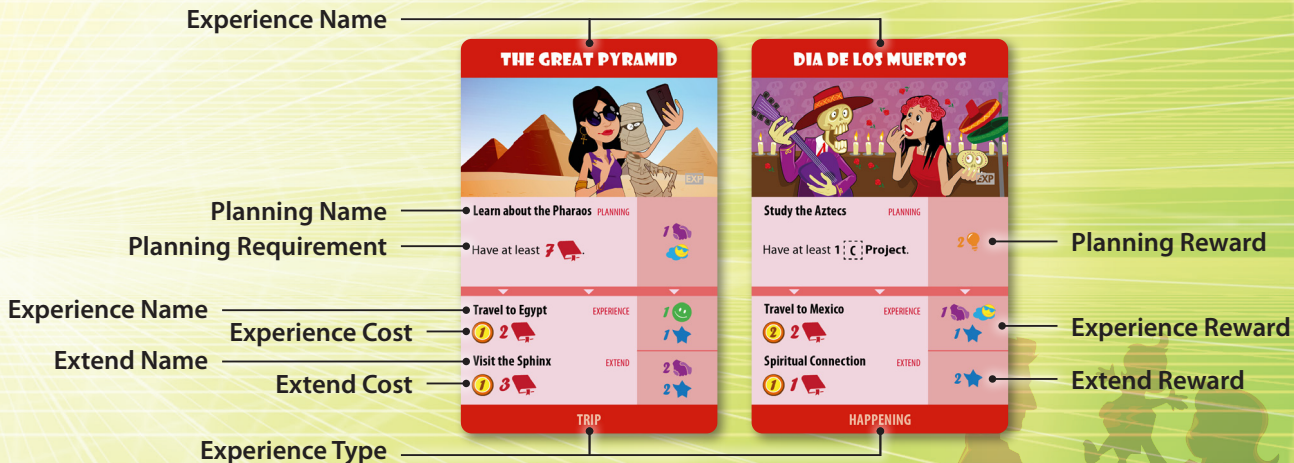 Experience Name
THE GREAT PYRAMID
DIA DE LOS MUERTOS
EXP
EXP
Planning Name
Learn about the Pharaos PLANNING
Study the Aztecs PLANNING
Planning Requirement
Have at least 7 .
1
Have at least 1 C Project.
2
Planning Reward
Experience Name
Travel to Egypt EXPERIENCE
1
Travel to Mexico EXPERIENCE
1
Experience Cost
1 2
1
2 2
1
Experience Reward
Extend Name
Visit the Sphinx EXTEND
2
Spiritual Connection EXTEND
Extend Cost
1 3
2
1 1
2
Extend Reward
TRIP
HAPPENING
Experience Type